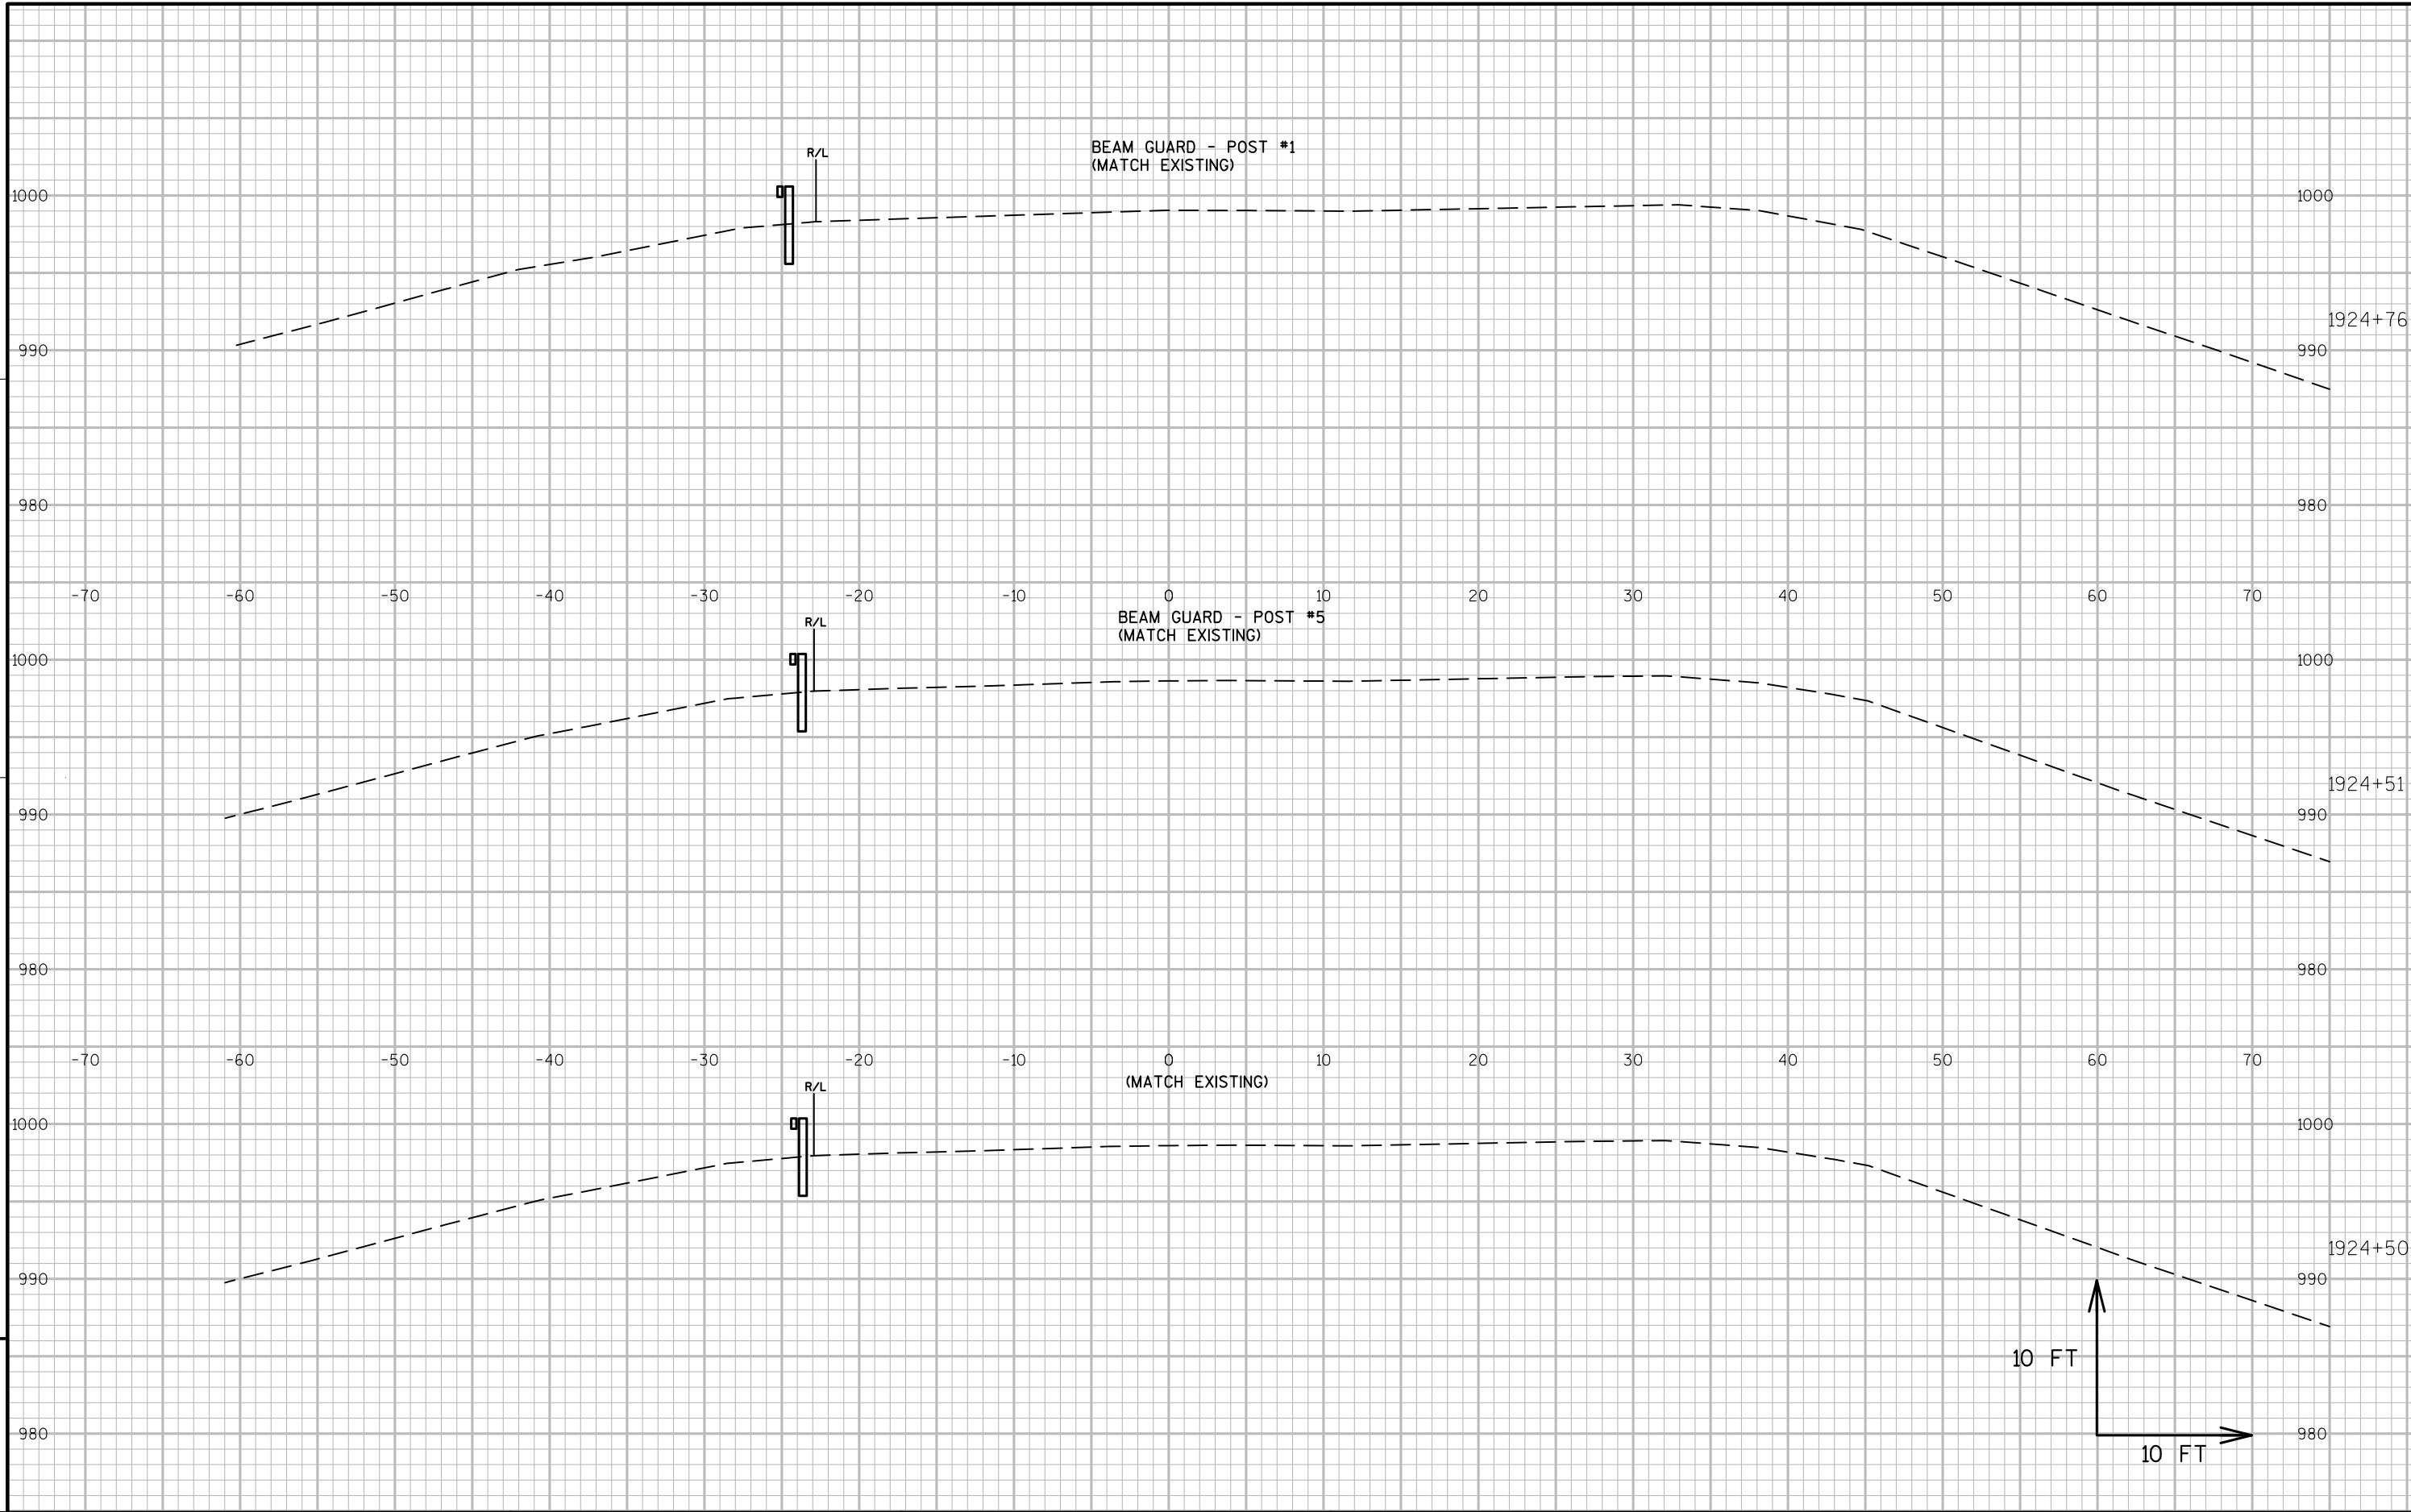 R/L
BEAM GUARD - POST #1
(MATCH EXISTING)
1000 1000
1924+76
990 990
980 980
-70 -60 -50 -40 -30 -20 -10 0 10 20 30 40 50 60 70
BEAM GUARD - POST #5
R/L
(MATCH EXISTING)
1000 1000
1924+51
990 990
980 980
-70 -60 -50 -40 -30 -20 -10 0 10 20 30 40 50 60 70
(MATCH EXISTING)
R/L
1000 1000
1924+50
990 990
10 FT
980 980
10 FT